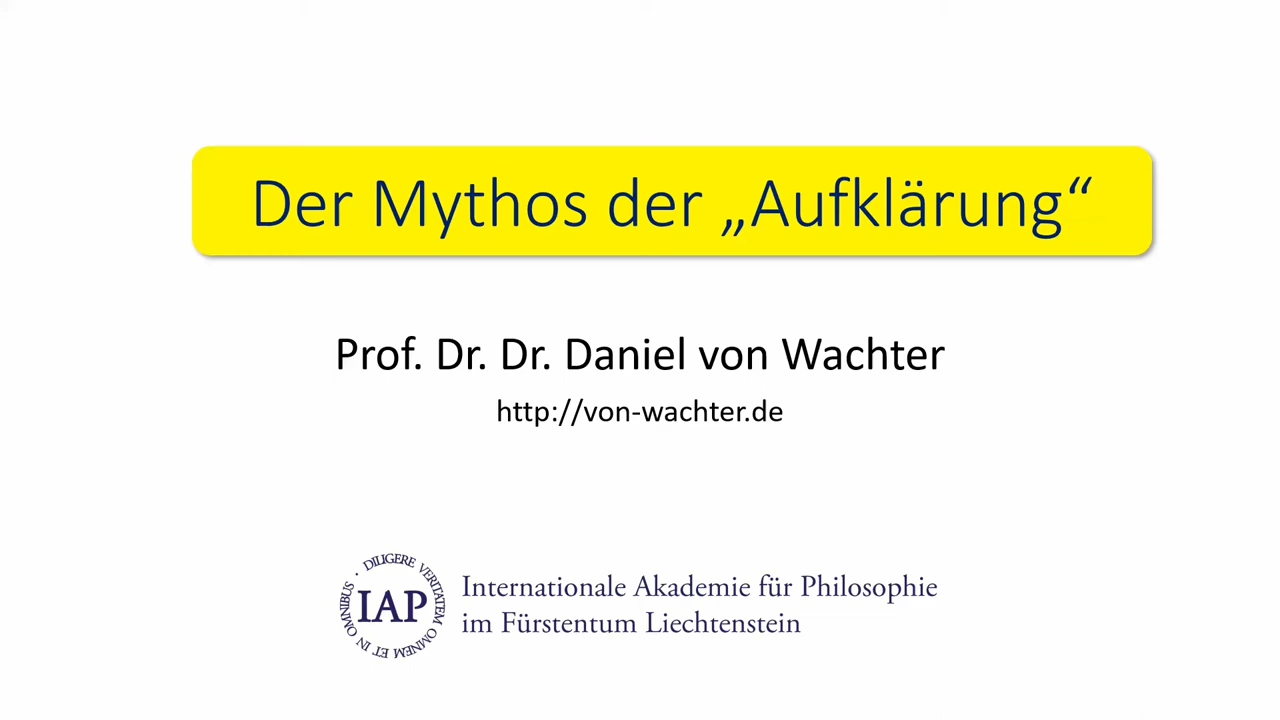 Der Mythos der „Aufklärung“
Prof. Dr. Dr. Daniel von Wachter
http://von-wachter.de
DILIGERE VERITATEM OMNEM ET IN OMNIBUS ·
IAP
Internationale Akademie für Philosophie
im Fürstentum Liechtenstein